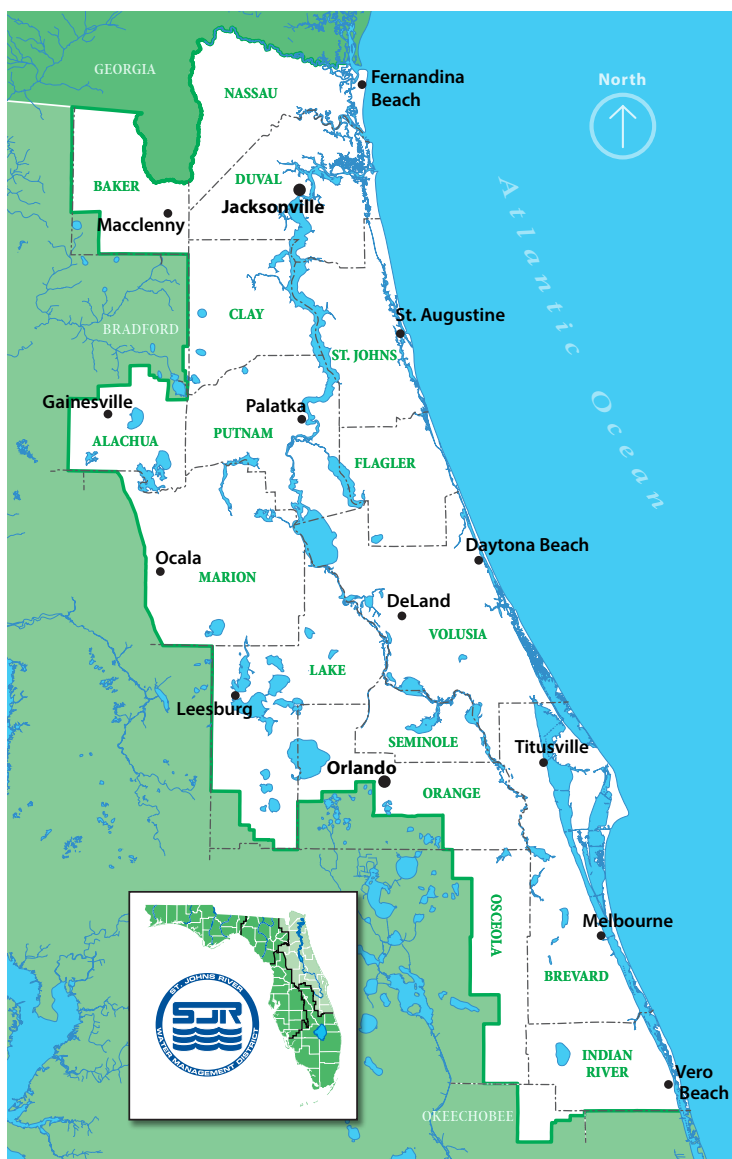 GEORGIA
NASSAU
Fernandina
Beach
North
BAKER
DUVAL
Macclenny
Jacksonville
Atlantic Ocean
BRADFORD
CLAY
St. Augustine
ST. JOHNS
Gainesville
Palatka
ALACHUA
PUTNAM
FLAGLER
Ocala
Daytona Beach
MARION
DeLand
VOLUSIA
LAKE
Leesburg
SEMINOLE
Titusville
Orlando
ORANGE
OSCEOLA
Melbourne
BREVARD
ST. JOHNS RIVER
SJR
WATER MANAGEMENT DISTRICT
INDIAN
RIVER
Vero
Beach
OKEECHOBEE